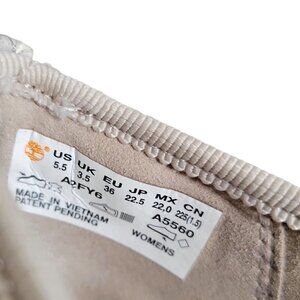 US UK EU JP MX CN
5.5 3.5 36 22.5 22.0 225(1.5)
A2FY6 A5560
MADE IN VIETNAM
PATENT PENDING
WOMENS